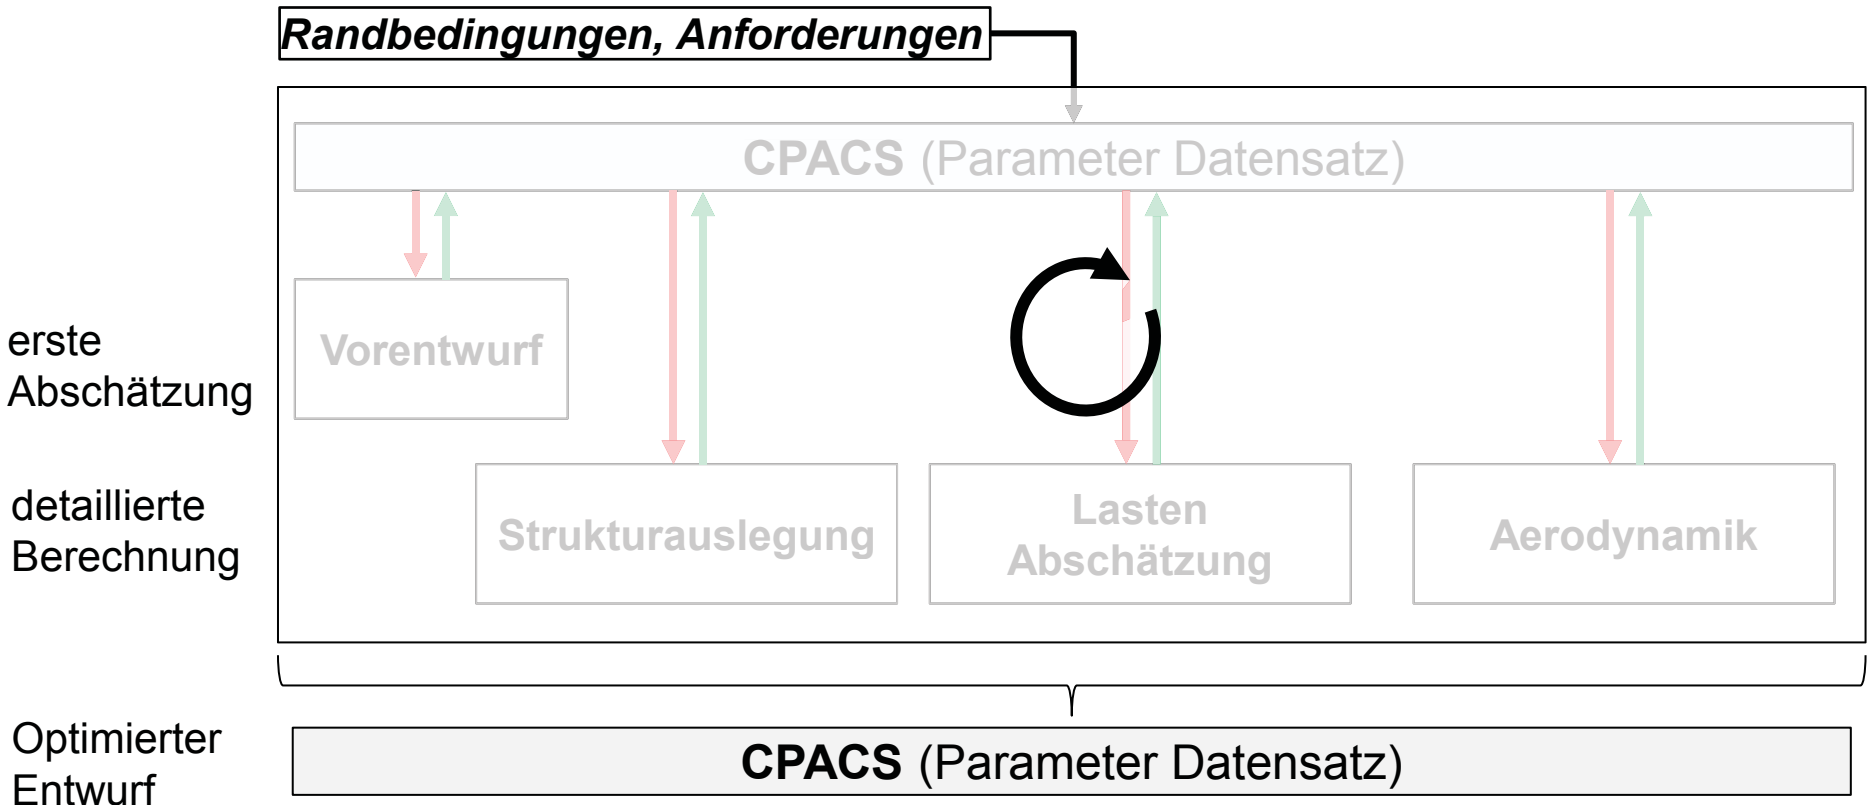 Randbedingungen, Anforderungen
CPACS (Parameter Datensatz)
erste
Abschätzung
Vorentwurf
detaillierte
Berechnung
Strukturauslegung
Lasten
Abschätzung
Aerodynamik
Optimierter
Entwurf
CPACS (Parameter Datensatz)